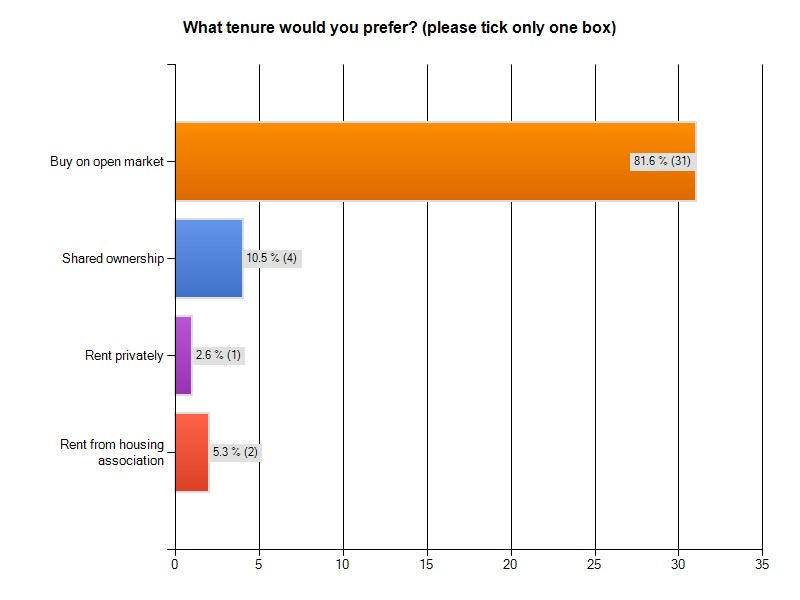 What tenure would you prefer? (please tick only one box)
Buy on open market
81.6 % (31)
Shared ownership
10.5 % (4)
Rent privately
2.6 % (1)
Rent from housing
association
5.3 % (2)
0 5 10 15 20 25 30 35